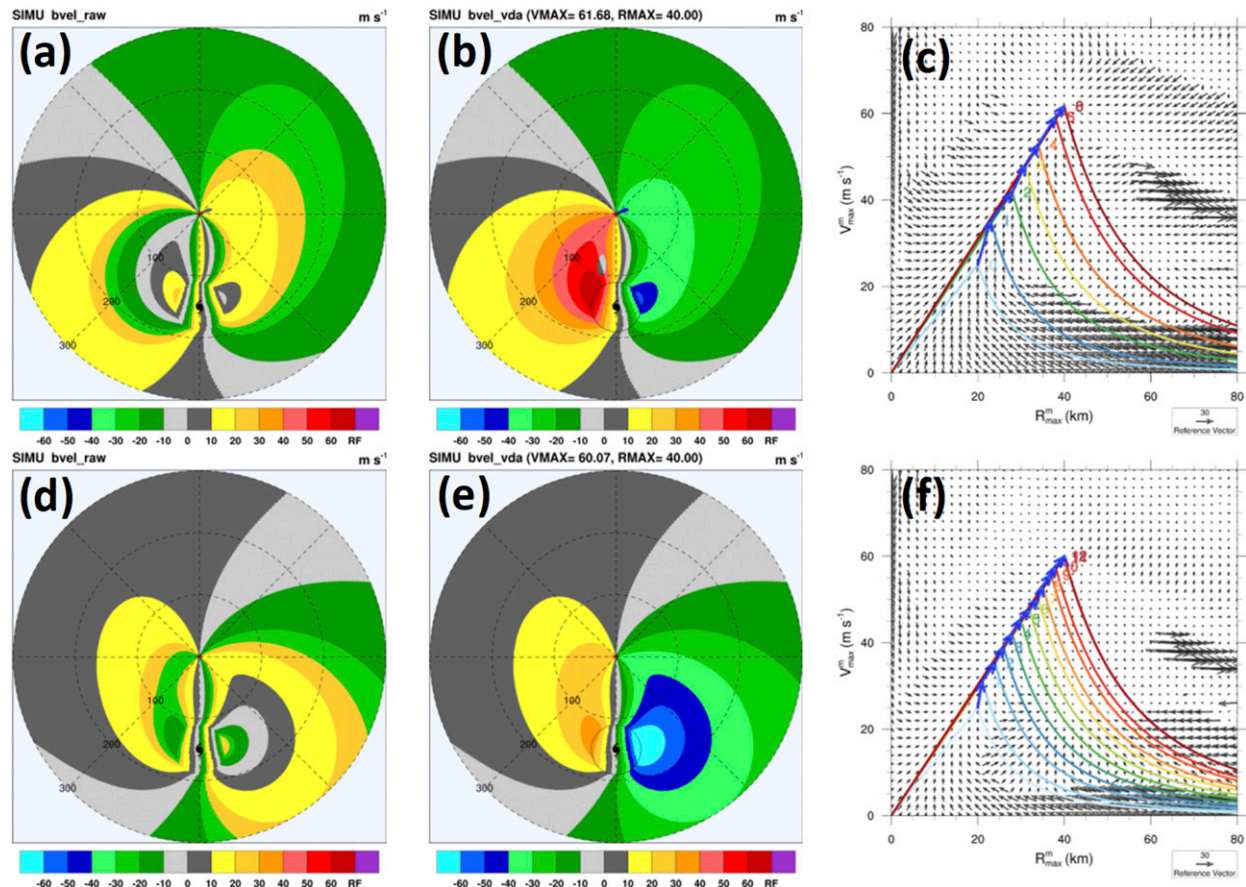 SIMU bvel_raw m s⁻¹
(a)
100
200
300
-60 -50 -40 -30 -20 -10 0 10 20 30 40 50 60 RF
SIMU bvel_vda (VMAX= 61.68, RMAX= 40.00) m s⁻¹
(b)
100
200
300
-60 -50 -40 -30 -20 -10 0 10 20 30 40 50 60 RF
(c)
80
60
40
20
0
V^m_max (m s⁻¹)
0 20 40 60 80
R^m_max (km)
4
2
30
Reference Vector
SIMU bvel_raw m s⁻¹
(d)
100
200
300
-60 -50 -40 -30 -20 -10 0 10 20 30 40 50 60 RF
SIMU bvel_vda (VMAX= 60.07, RMAX= 40.00) m s⁻¹
(e)
100
200
300
-60 -50 -40 -30 -20 -10 0 10 20 30 40 50 60 RF
(f)
80
60
40
20
0
V^m_max (m s⁻¹)
0 20 40 60 80
R^m_max (km)
30
Reference Vector